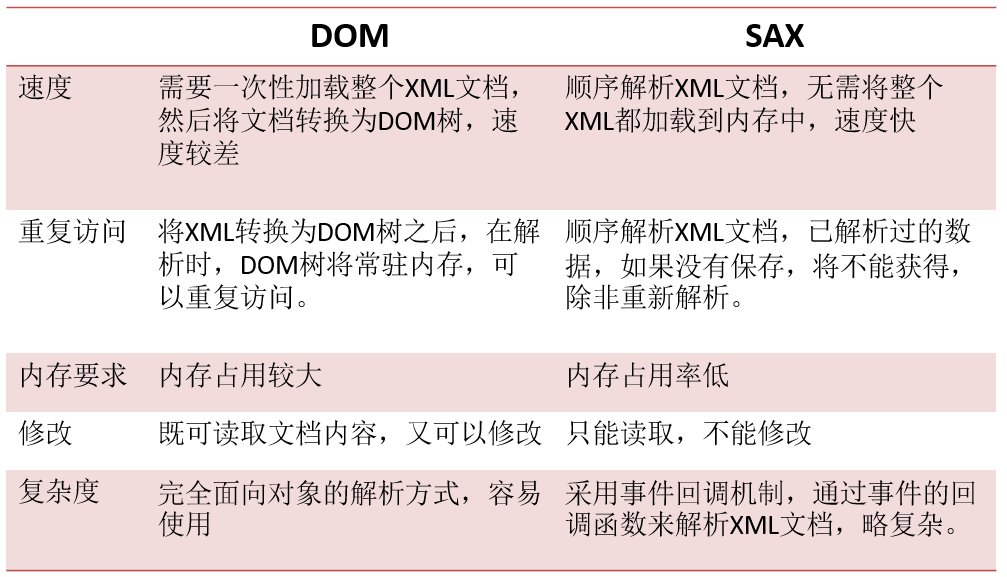 DOM SAX
速度 需要一次性加载整个XML文档， 顺序解析XML文档，无需将整个
然后将文档转换为DOM树，速 XML都加载到内存中，速度快
度较差
重复访问 将XML转换为DOM树之后，在解 顺序解析XML文档，已解析过的数
析时，DOM树将常驻内存，可 据，如果没有保存，将不能获得，
以重复访问。 除非重新解析。
内存要求 内存占用较大 内存占用率低
修改 既可读取文档内容，又可以修改 只能读取，不能修改
复杂度 完全面向对象的解析方式，容易 采用事件回调机制，通过事件的回
使用 调函数来解析XML文档，略复杂。